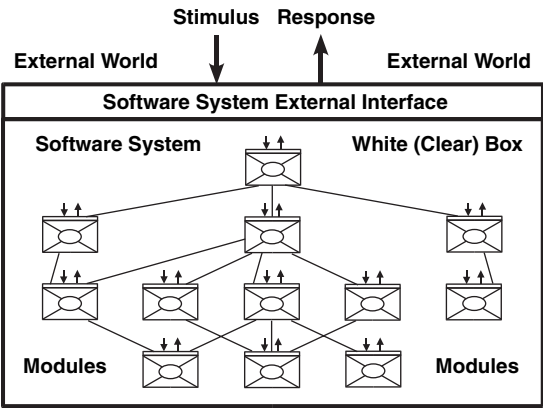 Stimulus Response
External World External World
Software System External Interface
Software System White (Clear) Box
Modules Modules